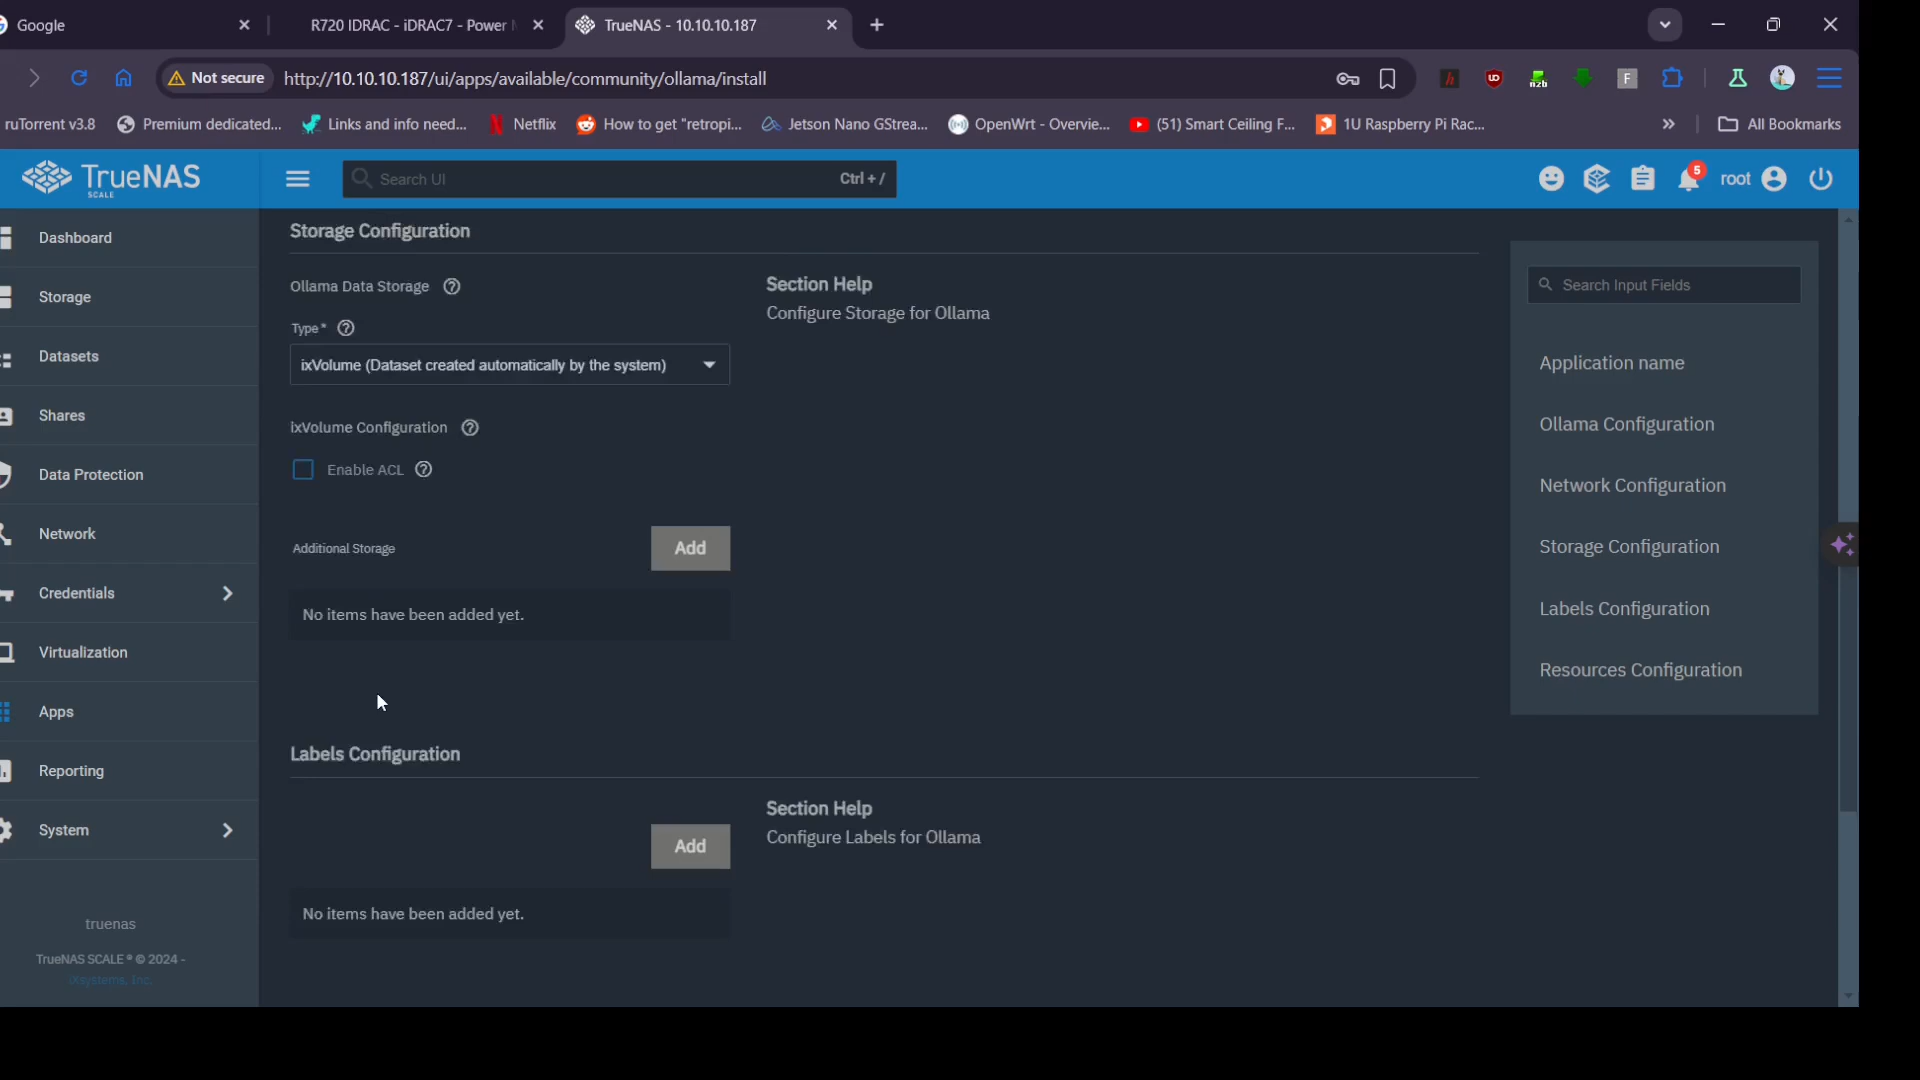 Google
R720 IDRAC - iDRAC7 - Power
TrueNAS - 10.10.10.187
Not secure
http://10.10.10.187/ui/apps/available/community/ollama/install
ruTorrent v3.8
Premium dedicated...
Links and info need...
Netflix
How to get "retropi...
Jetson Nano GStrea...
OpenWrt - Overvie...
(51) Smart Ceiling F...
1U Raspberry Pi Rac...
All Bookmarks
TrueNAS
SCALE
Search UI
Ctrl + /
5
root
Dashboard
Storage
Datasets
Shares
Data Protection
Network
Credentials
Virtualization
Apps
Reporting
System
truenas
TrueNAS SCALE ® © 2024 -
iXsystems, Inc.
Storage Configuration
Ollama Data Storage
Type*
ixVolume (Dataset created automatically by the system)
ixVolume Configuration
Enable ACL
Additional Storage
Add
No items have been added yet.
Section Help
Configure Storage for Ollama
Labels Configuration
Add
No items have been added yet.
Section Help
Configure Labels for Ollama
Search Input Fields
Application name
Ollama Configuration
Network Configuration
Storage Configuration
Labels Configuration
Resources Configuration